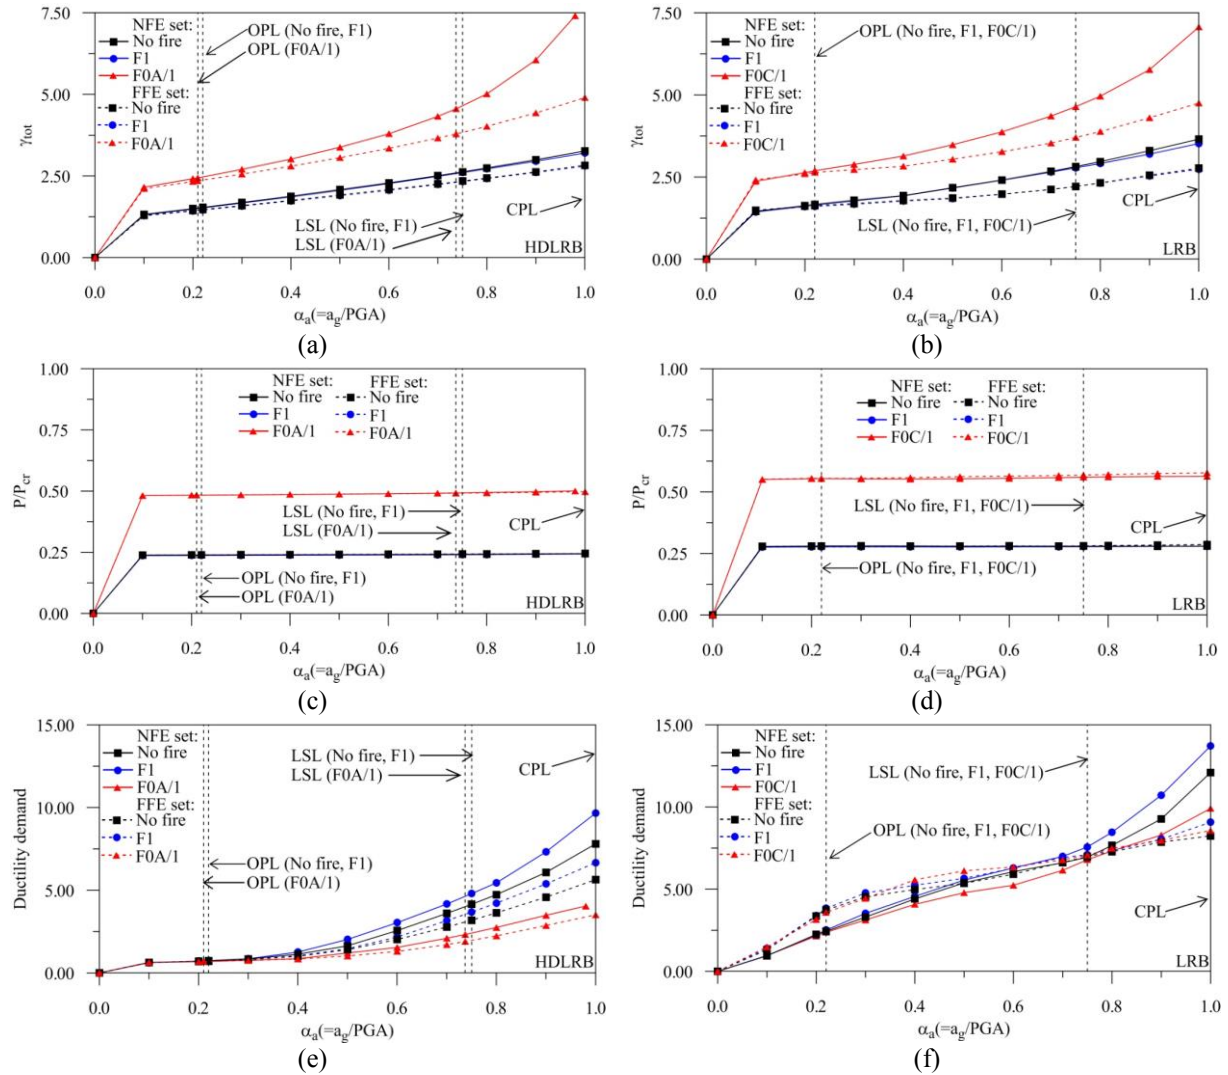 7.50
5.00
2.50
0.00
γtot
NFE set:
No fire
F1
F0A/1
FFE set:
No fire
F1
F0A/1
OPL (No fire, F1)
OPL (F0A/1)
LSL (No fire, F1)
LSL (F0A/1)
CPL
HDLRB
0.0 0.2 0.4 0.6 0.8 1.0
αa(=ag/PGA)
(a)
7.50
5.00
2.50
0.00
γtot
NFE set:
No fire
F1
F0C/1
FFE set:
No fire
F1
F0C/1
OPL (No fire, F1, F0C/1)
LSL (No fire, F1, F0C/1)
CPL
LRB
0.0 0.2 0.4 0.6 0.8 1.0
αa(=ag/PGA)
(b)
1.00
0.75
0.50
0.25
0.00
P/Pcr
NFE set:
No fire
F1
F0A/1
FFE set:
No fire
F1
F0A/1
LSL (No fire, F1)
LSL (F0A/1)
CPL
OPL (No fire, F1)
OPL (F0A/1)
HDLRB
0.0 0.2 0.4 0.6 0.8 1.0
αa(=ag/PGA)
(c)
1.00
0.75
0.50
0.25
0.00
P/Pcr
NFE set:
No fire
F1
F0C/1
FFE set:
No fire
F1
F0C/1
LSL (No fire, F1, F0C/1)
CPL
OPL (No fire, F1, F0C/1)
LRB
0.0 0.2 0.4 0.6 0.8 1.0
αa(=ag/PGA)
(d)
15.00
10.00
5.00
0.00
Ductility demand
NFE set:
No fire
F1
F0A/1
FFE set:
No fire
F1
F0A/1
LSL (No fire, F1)
LSL (F0A/1)
CPL
OPL (No fire, F1)
OPL (F0A/1)
HDLRB
0.0 0.2 0.4 0.6 0.8 1.0
αa(=ag/PGA)
(e)
15.00
10.00
5.00
0.00
Ductility demand
NFE set:
No fire
F1
F0C/1
FFE set:
No fire
F1
F0C/1
LSL (No fire, F1, F0C/1)
OPL (No fire, F1, F0C/1)
CPL
LRB
0.0 0.2 0.4 0.6 0.8 1.0
αa(=ag/PGA)
(f)